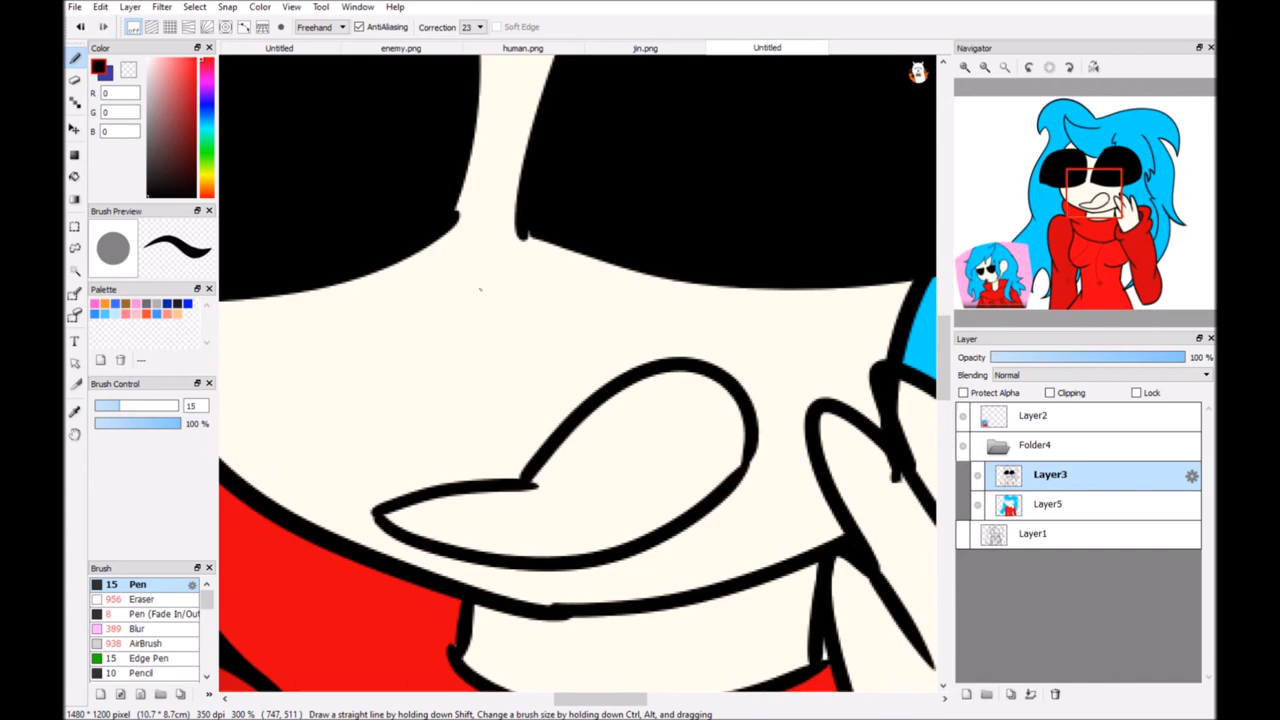 File Edit Layer Filter Select Snap Color View Tool Window Help
off Freehand AntiAliasing Correction 23 Soft Edge
Color
Untitled enemy.png human.png jin.png Untitled
Navigator
R 0
G 0
B 0
Brush Preview
Palette
---
Brush Control
15
100 %
Brush
15 Pen
956 Eraser
8 Pen (Fade In/Out
389 Blur
938 AirBrush
15 Edge Pen
10 Pencil
Layer
Opacity 100 %
Blending Normal
Protect Alpha Clipping Lock
Layer2
Folder4
Layer3
Layer5
Layer1
1480 * 1200 pixel (10.7 * 8.7cm) 350 dpi 300 % ( 747, 511 ) Draw a straight line by holding down Shift, Change a brush size by holding down Ctrl, Alt, and dragging